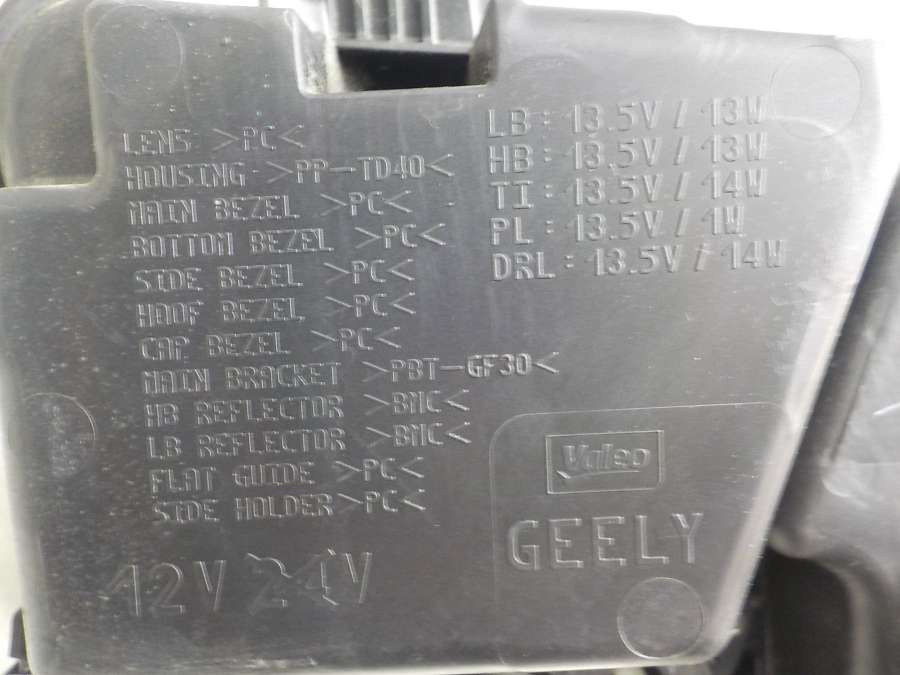 LENS >PC<
HOUSING >PP-TD40<
MAIN BEZEL >PC<
BOTTOM BEZEL >PC<
SIDE BEZEL >PC<
HOOF BEZEL >PC<
CAP BEZEL >PC<
MAIN BRACKET >PBT-GF30<
HB REFLECTOR >BMC<
LB REFLECTOR >BMC<
FLAT GUIDE >PC<
SIDE HOLDER>PC<
LB: 13.5V / 13W
HB: 13.5V / 13W
TI: 13.5V / 14W
PL: 13.5V / 1W
DRL: 13.5V / 14W
12V 24V
Valeo
GEELY